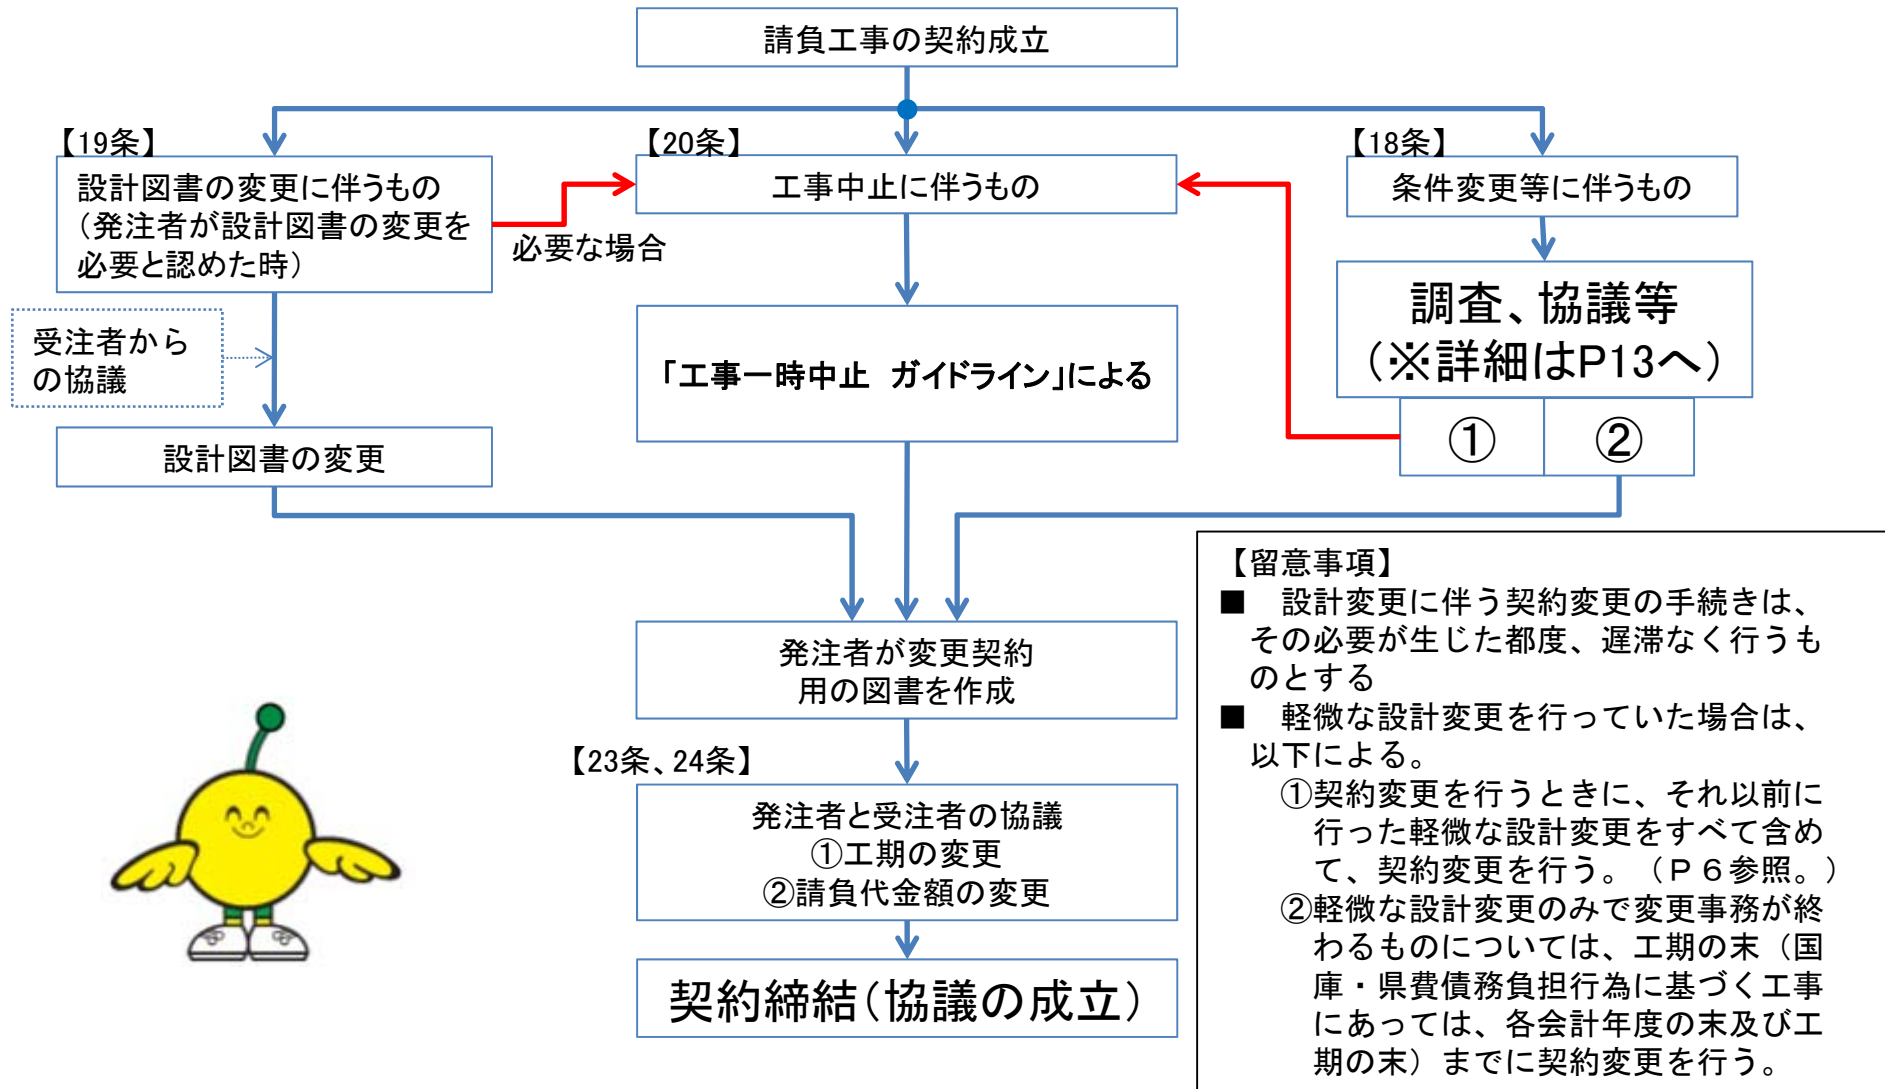 請負工事の契約成立
【19条】
設計図書の変更に伴うもの
（発注者が設計図書の変更を
必要と認めた時）
必要な場合
【20条】
工事中止に伴うもの
【18条】
条件変更等に伴うもの
受注者から
の協議
設計図書の変更
「工事一時中止 ガイドライン」による
調査、協議等
（※詳細はP13へ）
①
②
発注者が変更契約
用の図書を作成
【23条、24条】
発注者と受注者の協議
①工期の変更
②請負代金額の変更
契約締結（協議の成立）
【留意事項】
■　設計変更に伴う契約変更の手続きは、
その必要が生じた都度、遅滞なく行うも
のとする
■　軽微な設計変更を行っていた場合は、
以下による。
①契約変更を行うときに、それ以前に
行った軽微な設計変更をすべて含め
て、契約変更を行う。（Ｐ６参照。）
②軽微な設計変更のみで変更事務が終
わるものについては、工期の末（国
庫・県費債務負担行為に基づく工事
にあっては、各会計年度の末及び工
期の末）までに契約変更を行う。